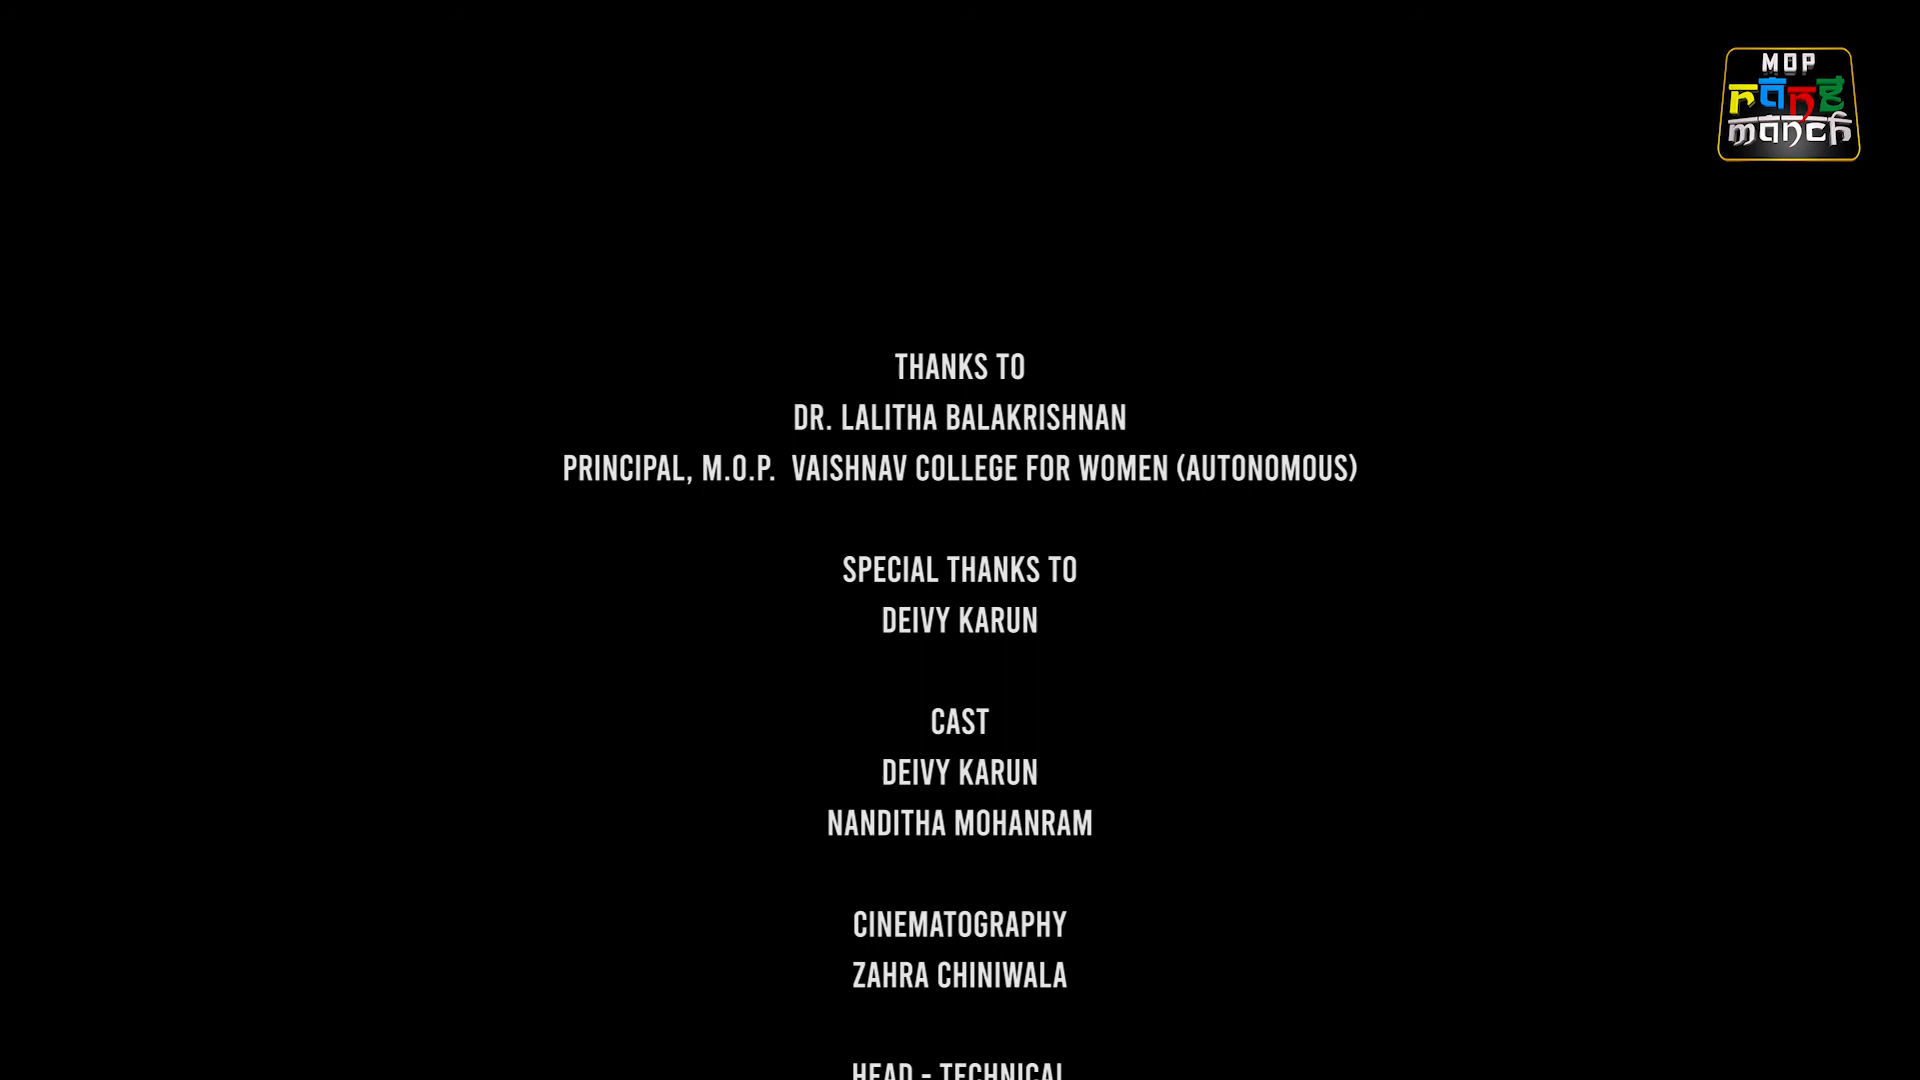 MOP
rang
manch
THANKS TO
DR. LALITHA BALAKRISHNAN
PRINCIPAL, M.O.P.  VAISHNAV COLLEGE FOR WOMEN (AUTONOMOUS)
SPECIAL THANKS TO
DEIVY KARUN
CAST
DEIVY KARUN
NANDITHA MOHANRAM
CINEMATOGRAPHY
ZAHRA CHINIWALA
HEAD - TECHNICAL